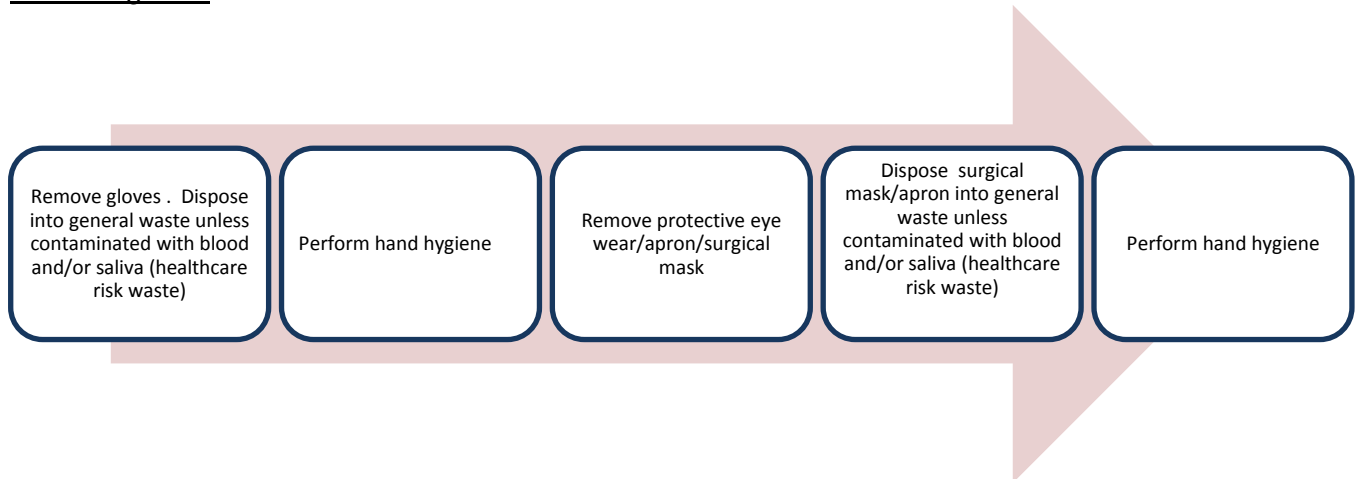 Remove gloves . Dispose
into general waste unless
contaminated with blood
and/or saliva (healthcare
risk waste)
Perform hand hygiene
Remove protective eye
wear/apron/surgical
mask
Dispose surgical
mask/apron into general
waste unless
contaminated with blood
and/or saliva (healthcare
risk waste)
Perform hand hygiene